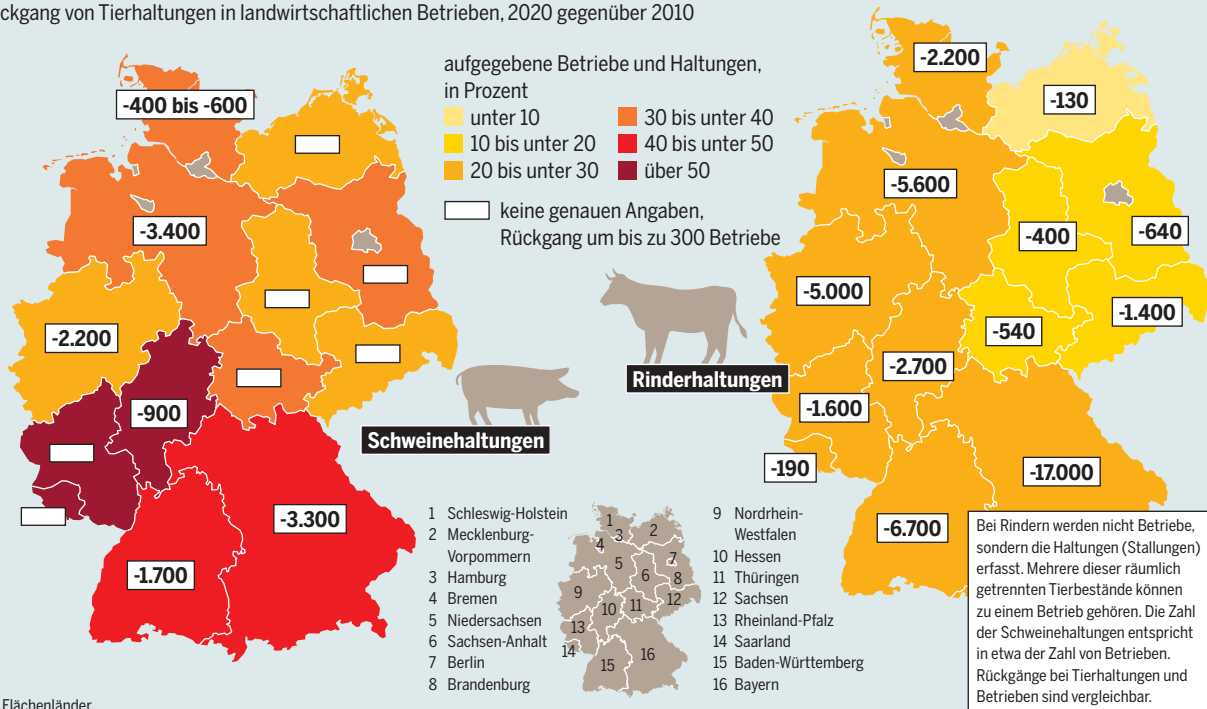 ckgang von Tierhaltungen in landwirtschaftlichen Betrieben, 2020 gegenüber 2010
aufgegebene Betriebe und Haltungen,
in Prozent
unter 10
10 bis unter 20
20 bis unter 30
30 bis unter 40
40 bis unter 50
über 50
keine genauen Angaben,
Rückgang um bis zu 300 Betriebe
-400 bis -600
-3.400
-2.200
-900
-3.300
-1.700
Schweinehaltungen
-2.200
-130
-5.600
-400
-640
-5.000
-1.400
-540
-2.700
-1.600
-190
-17.000
-6.700
Rinderhaltungen
1 Schleswig-Holstein
2 Mecklenburg-
Vorpommern
3 Hamburg
4 Bremen
5 Niedersachsen
6 Sachsen-Anhalt
7 Berlin
8 Brandenburg
1
2
3
4
5
6
7
8
9
10
11
12
13
14
15
16
9 Nordrhein-
Westfalen
10 Hessen
11 Thüringen
12 Sachsen
13 Rheinland-Pfalz
14 Saarland
15 Baden-Württemberg
16 Bayern
Bei Rindern werden nicht Betriebe,
sondern die Haltungen (Stallungen)
erfasst. Mehrere dieser räumlich
getrennten Tierbestände können
zu einem Betrieb gehören. Die Zahl
der Schweinehaltungen entspricht
in etwa der Zahl von Betrieben.
Rückgänge bei Tierhaltungen und
Betrieben sind vergleichbar.
Flächenländer